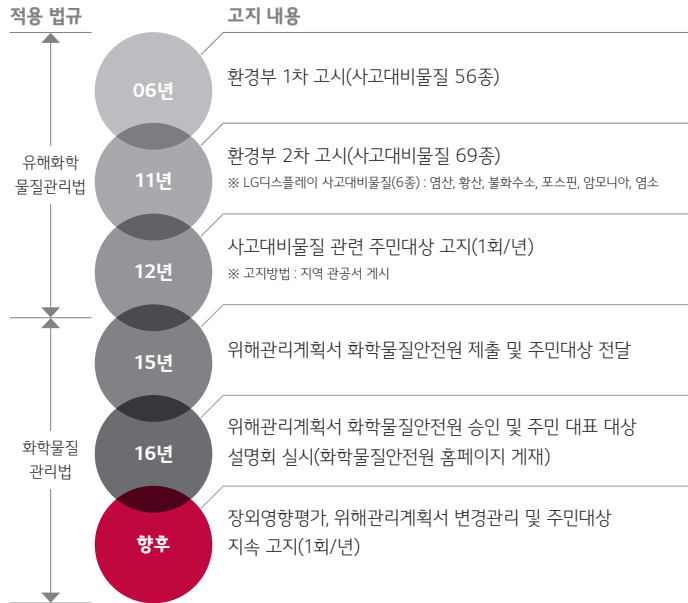 적용 법규
고지 내용
06년
환경부 1차 고시(사고대비물질 56종)
유해화학
물질관리법
11년
환경부 2차 고시(사고대비물질 69종)
※ LG디스플레이 사고대비물질(6종) : 염산, 황산, 불화수소, 포스핀, 암모니아, 염소
12년
사고대비물질 관련 주민대상 고지(1회/년)
※ 고지방법 : 지역 관공서 게시
15년
위해관리계획서 화학물질안전원 제출 및 주민대상 전달
화학물질
관리법
16년
위해관리계획서 화학물질안전원 승인 및 주민 대표 대상
설명회 실시(화학물질안전원 홈페이지 게재)
향후
장외영향평가, 위해관리계획서 변경관리 및 주민대상
지속 고지(1회/년)